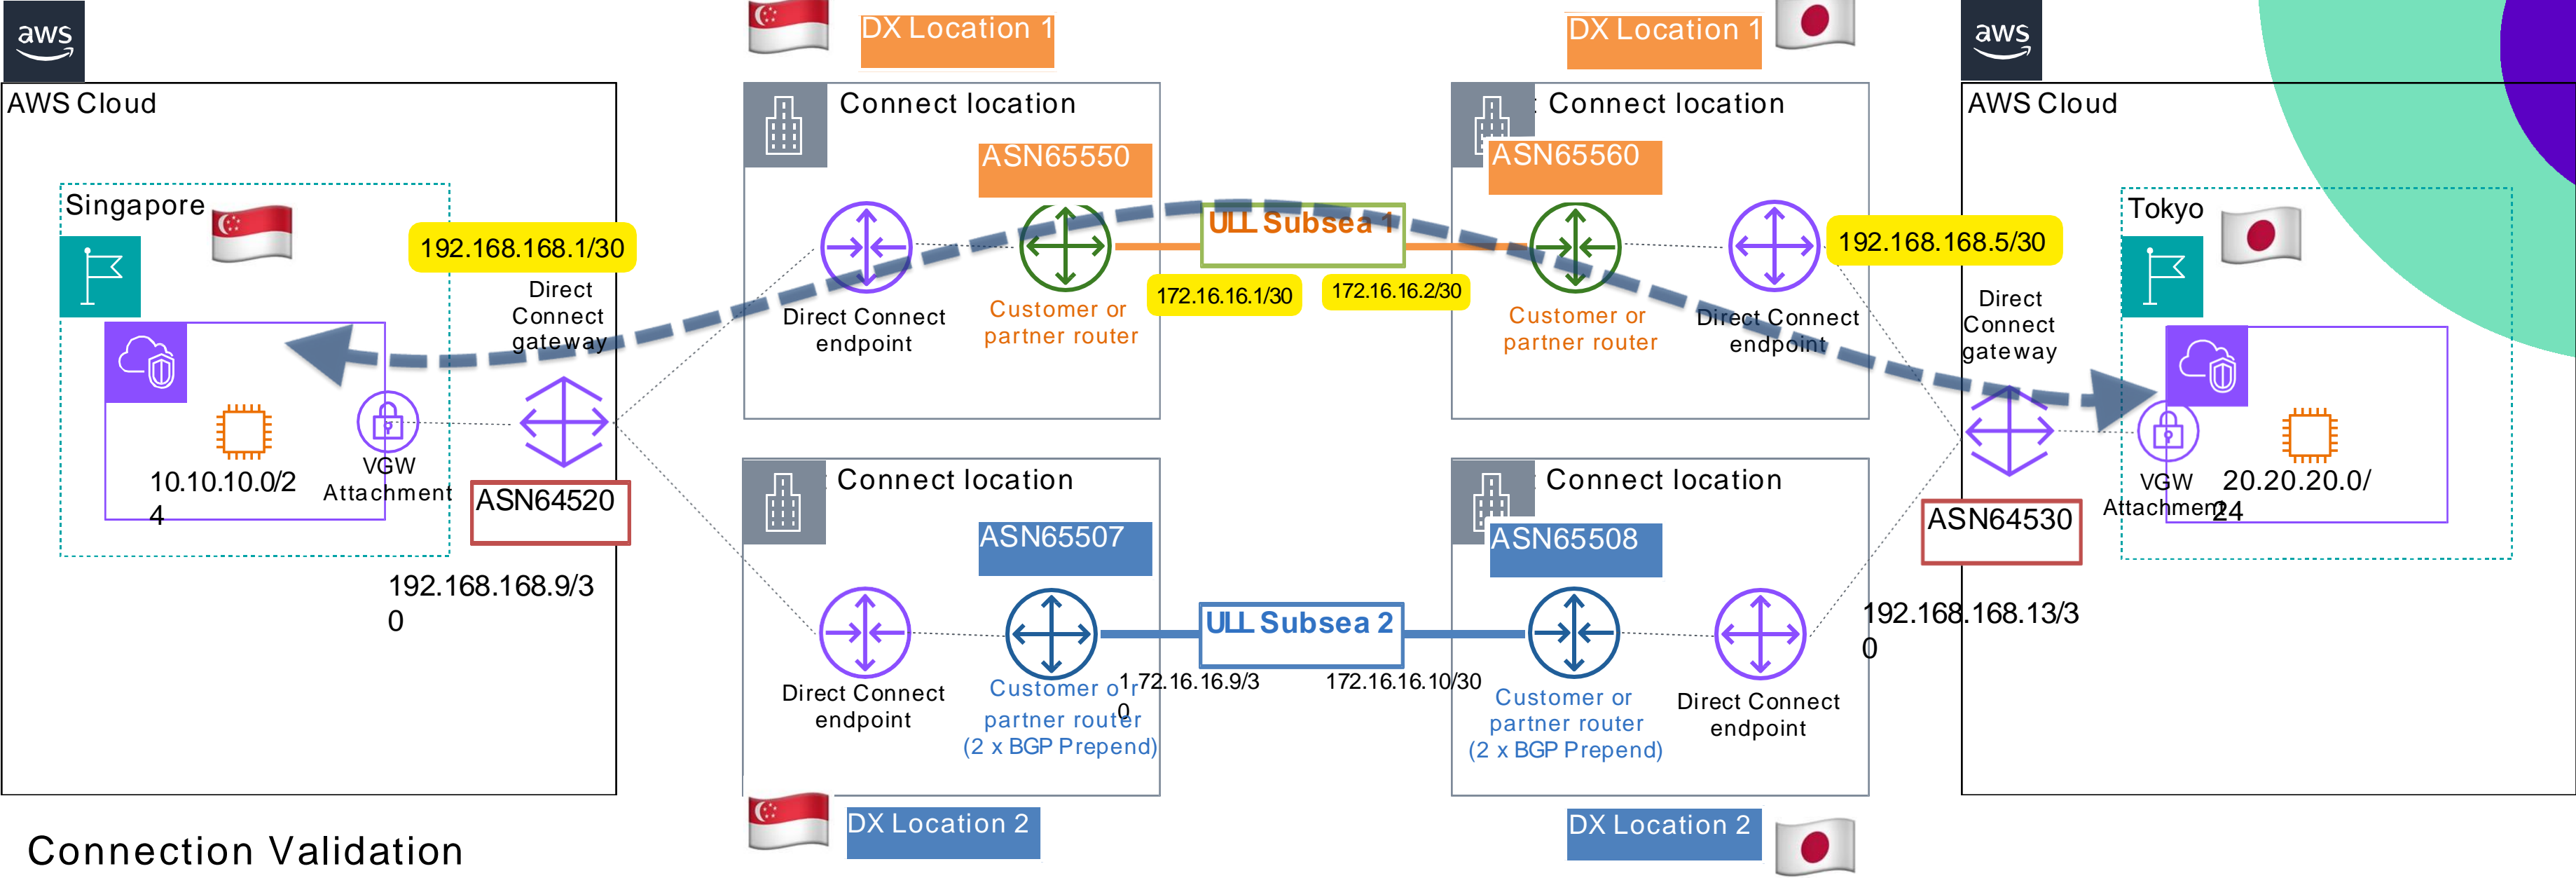 DX Location 1
DX Location 1
aws
aws
AWS Cloud
Connect location
Connect location
AWS Cloud
ASN65550
ASN65560
Singapore
Tokyo
192.168.168.1/30
ULL Subsea 1
192.168.168.5/30
172.16.16.1/30
172.16.16.2/30
Direct
Connect
gateway
Direct Connect
endpoint
Customer or
partner router
Customer or
partner router
Direct Connect
endpoint
Direct
Connect
gateway
10.10.10.0/2
4
VGW
Attachment
ASN64520
Connect location
Connect location
ASN64530
VGW
Attachment
20.20.20.0/
24
ASN65507
ASN65508
192.168.168.9/3
0
ULL Subsea 2
192.168.168.13/3
0
172.16.16.9/3
0
172.16.16.10/30
Direct Connect
endpoint
Customer or
partner router
(2 x BGP Prepend)
Customer or
partner router
(2 x BGP Prepend)
Direct Connect
endpoint
DX Location 2
DX Location 2
Connection Validation